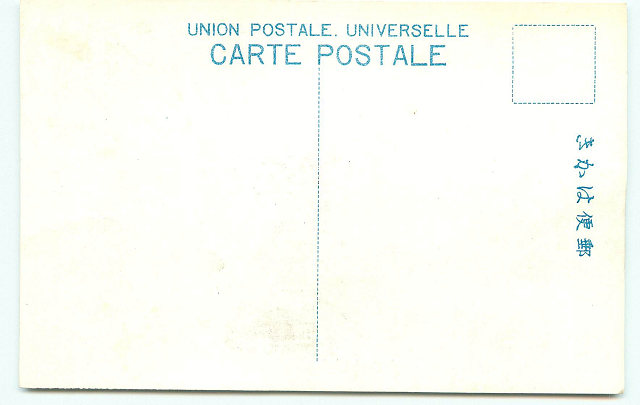 UNION POSTALE. UNIVERSELLE
CARTE POSTALE
郵便はかき